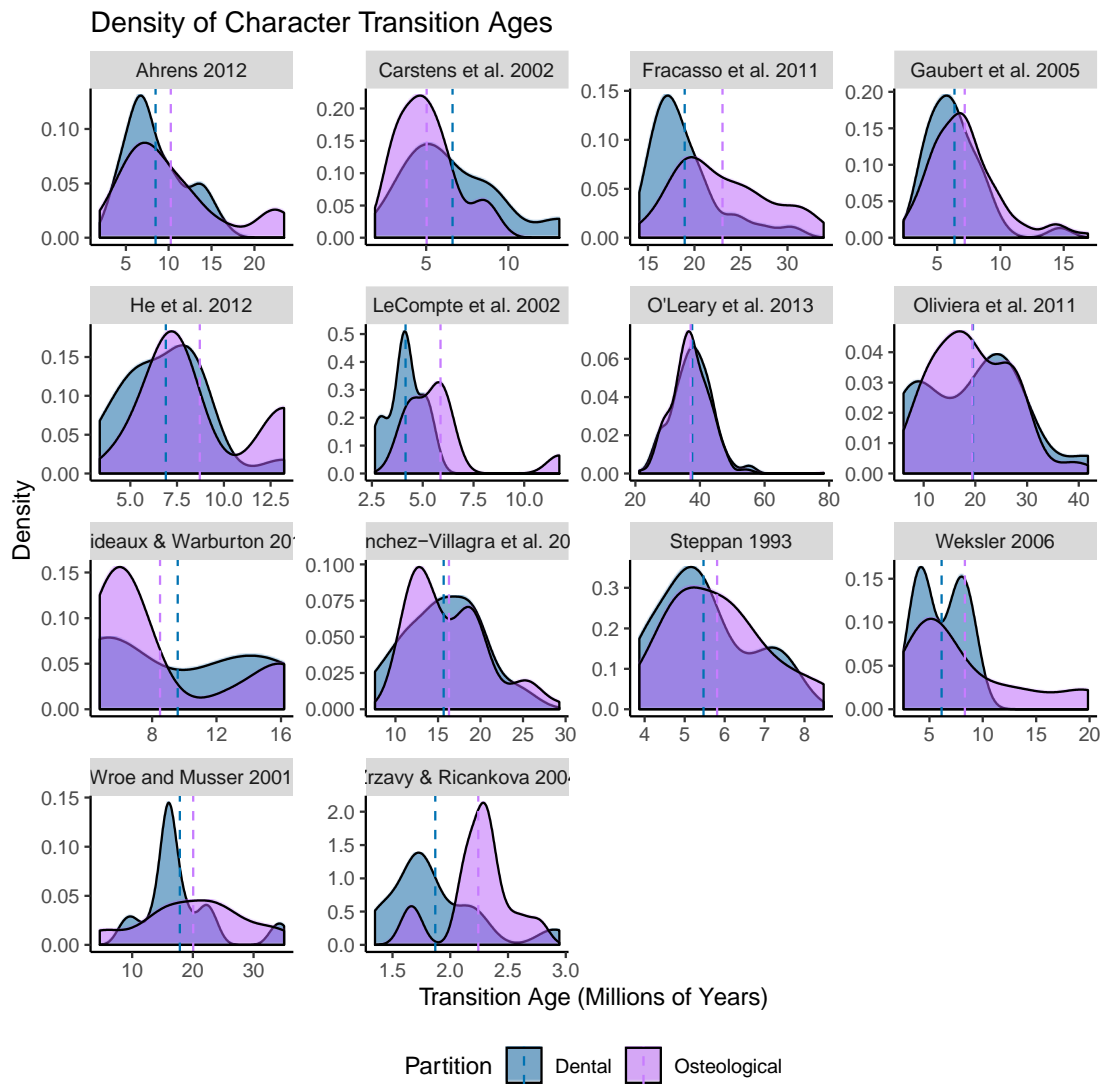 Density of Character Transition Ages
Ahrens 2012
Carstens et al. 2002
Fracasso et al. 2011
Gaubert et al. 2005
0.00 0.05 0.10
5 10 15 20
0.00 0.05 0.10 0.15 0.20
5 10
0.00 0.05 0.10 0.15
15 20 25 30
0.00 0.05 0.10 0.15 0.20
5 10 15
He et al. 2012
LeCompte et al. 2002
O'Leary et al. 2013
Oliviera et al. 2011
0.00 0.05 0.10 0.15
5.0 7.5 10.0 12.5
0.0 0.1 0.2 0.3 0.4 0.5
2.5 5.0 7.5 10.0
0.00 0.02 0.04 0.06
20 40 60 80
0.00 0.01 0.02 0.03 0.04
10 20 30 40
ideaux & Warburton 20
nchez−Villagra et al. 20
Steppan 1993
Weksler 2006
0.00 0.05 0.10 0.15
8 12 16
0.000 0.025 0.050 0.075 0.100
10 15 20 25 30
0.0 0.1 0.2 0.3
4 5 6 7 8
0.00 0.05 0.10 0.15
5 10 15 20
Wroe and Musser 2001
rzavy & Ricankova 200
0.00 0.05 0.10 0.15
10 20 30
0.0 0.5 1.0 1.5 2.0
1.5 2.0 2.5 3.0
Density
Transition Age (Millions of Years)
Partition Dental Osteological